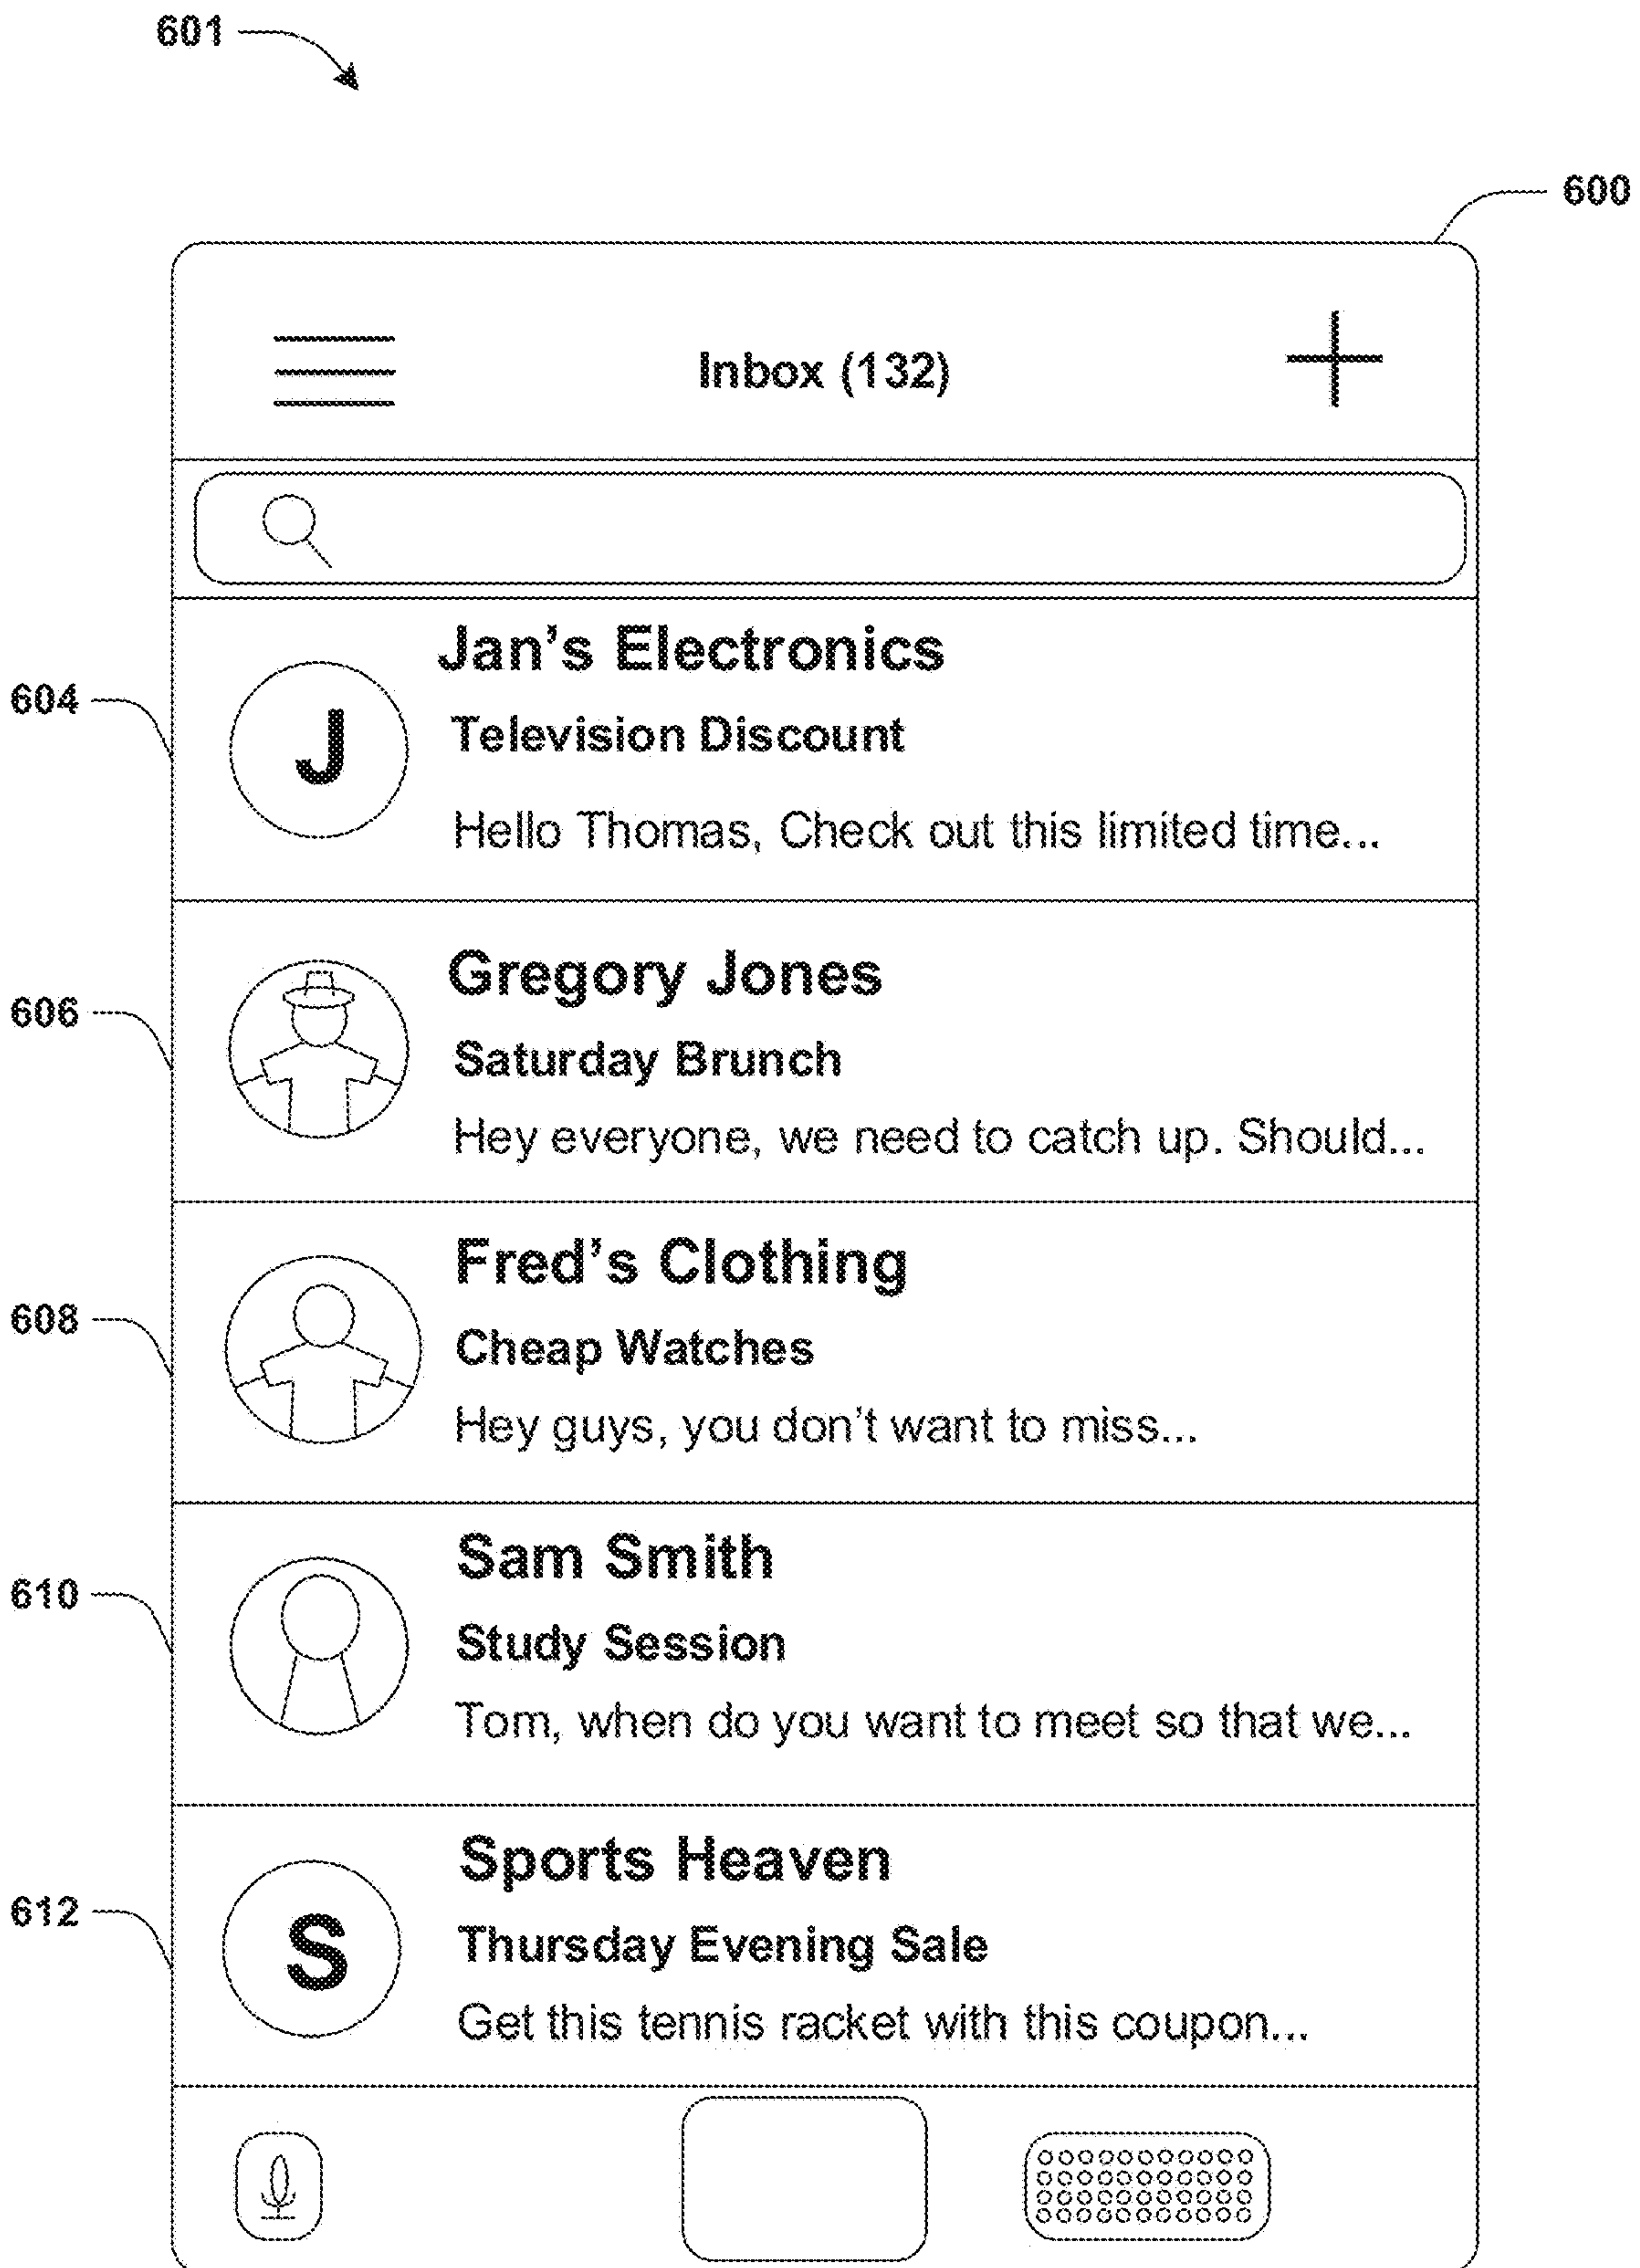 601
600
Inbox (132)
604
J
Jan's Electronics
Television Discount
Hello Thomas, Check out this limited time...
606
Gregory Jones
Saturday Brunch
Hey everyone, we need to catch up. Should...
608
Fred's Clothing
Cheap Watches
Hey guys, you don't want to miss...
610
Sam Smith
Study Session
Tom, when do you want to meet so that we...
612
S
Sports Heaven
Thursday Evening Sale
Get this tennis racket with this coupon...